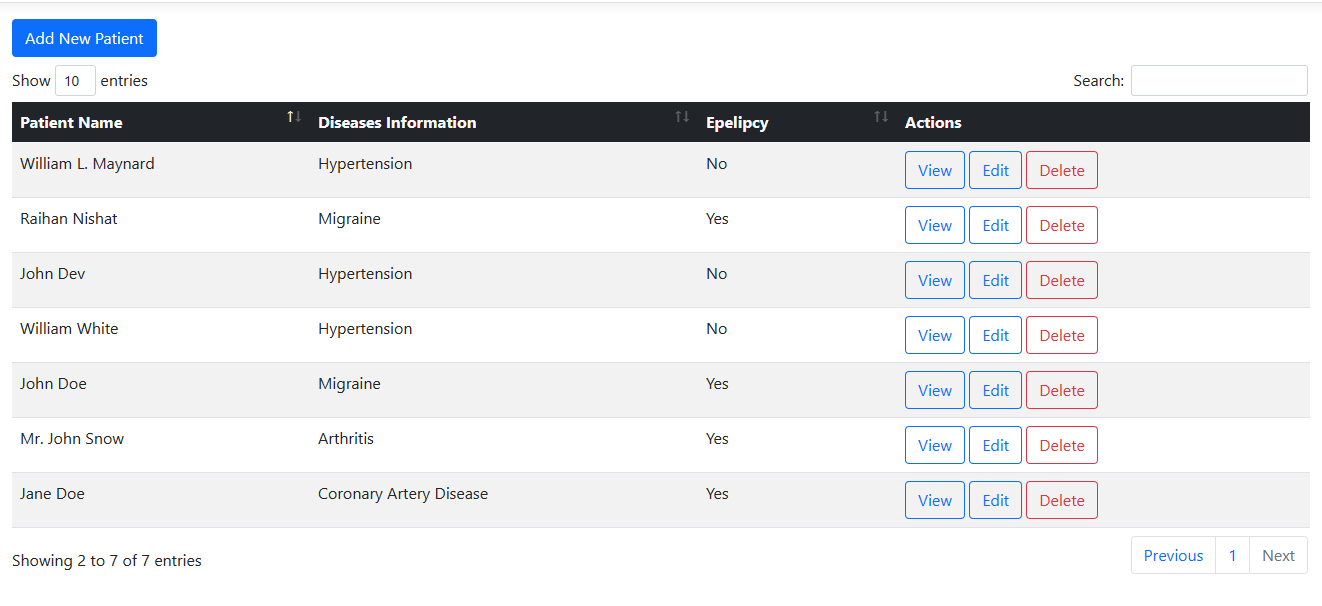 Add New Patient
Show 10 entries Search:
Patient Name Diseases Information Epelipcy Actions
William L. Maynard Hypertension No View Edit Delete
Raihan Nishat Migraine Yes View Edit Delete
John Dev Hypertension No View Edit Delete
William White Hypertension No View Edit Delete
John Doe Migraine Yes View Edit Delete
Mr. John Snow Arthritis Yes View Edit Delete
Jane Doe Coronary Artery Disease Yes View Edit Delete
Showing 2 to 7 of 7 entries Previous 1 Next